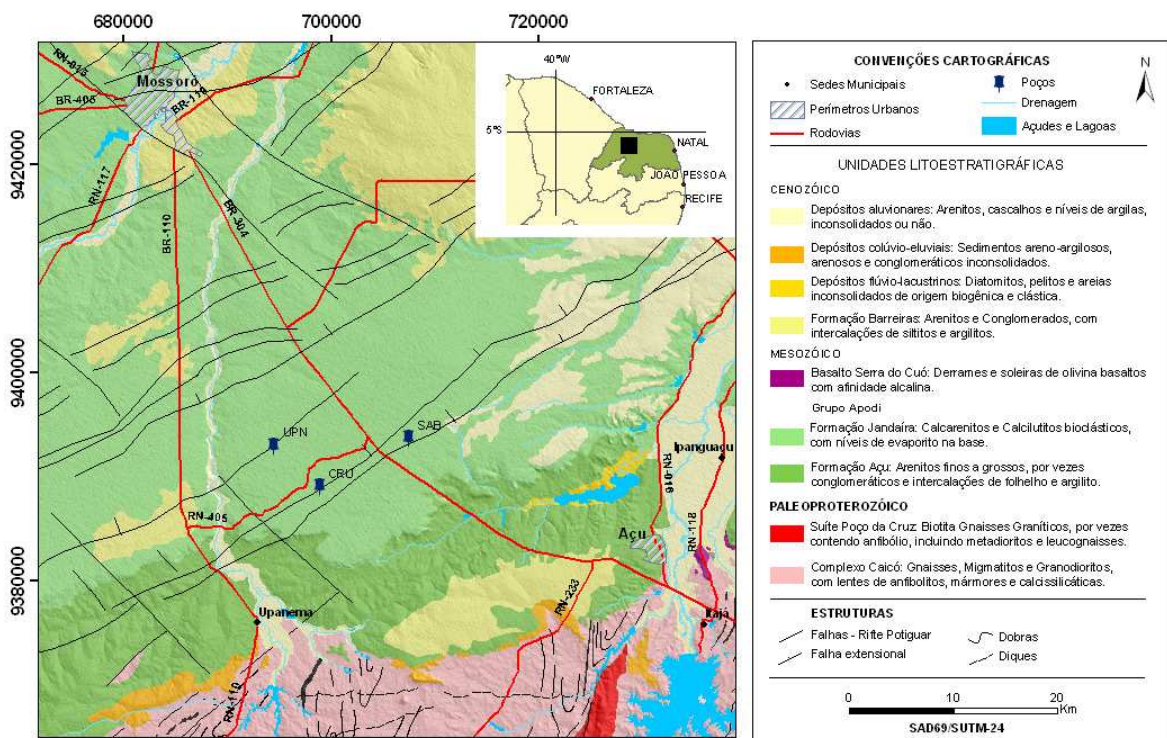 680000
700000
720000
9420000
9400000
9380000
RN-015
Mossoró
BR-405
BR-110
RN-117
BR-110
BR-304
UPN
SAB
CRU
RN-405
Ipanguaçu
RN-016
RN-118
Açu
RN-233
Upanema
Itajá
RN-110
40°W
FORTALEZA
5°S
NATAL
JOAO PESSOA
RECIFE
CONVENÇÕES CARTOGRÁFICAS
N
Sedes Municipais
Poços
Perímetros Urbanos
Drenagem
Rodovias
Açudes e Lagoas
UNIDADES LITOESTRATIGRÁFICAS
CENOZÓICO
Depósitos aluvionares: Arenitos, cascalhos e níveis de argilas,
inconsolidados ou não.
Depósitos colúvio-eluviais: Sedimentos areno-argilosos,
arenosos e conglomeráticos inconsolidados.
Depósitos flúvio-lacustrinos: Diatomitos, pelitos e areias
inconsolidados de origem biogênica e clástica.
Formação Barreiras: Arenitos e Conglomerados, com
intercalações de siltitos e argilitos.
MESOZÓICO
Basalto Serra do Cuó: Derrames e soleiras de olivina basaltos
com afinidade alcalina.
Grupo Apodi
Formação Jandaíra: Calcarenitos e Calcilutitos bioclásticos,
com níveis de evaporito na base.
Formação Açu: Arenitos finos a grossos, por vezes
conglomeráticos e intercalações de folhelho e argilito.
PALEOPROTEROZÓICO
Suíte Poço da Cruz: Biotita Gnaisses Graníticos, por vezes
contendo anfibólio, incluindo metadioritos e leucognaisses.
Complexo Caicó: Gnaisses, Migmatitos e Granodioritos,
com lentes de anfibolitos, mármores e calcissilicáticas.
ESTRUTURAS
Falhas - Rifte Potiguar
Dobras
Falha extensional
Diques
0 10 20
Km
SAD69/SUTM-24